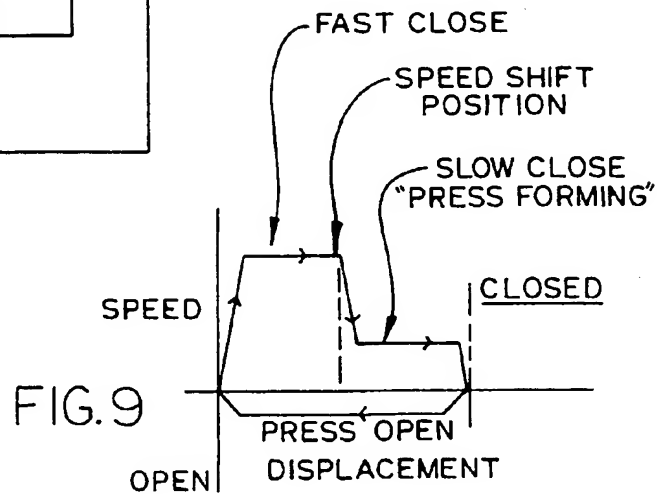 FAST CLOSE
SPEED SHIFT
POSITION
SLOW CLOSE
"PRESS FORMING"
CLOSED
SPEED
FIG. 9
PRESS OPEN
DISPLACEMENT
OPEN